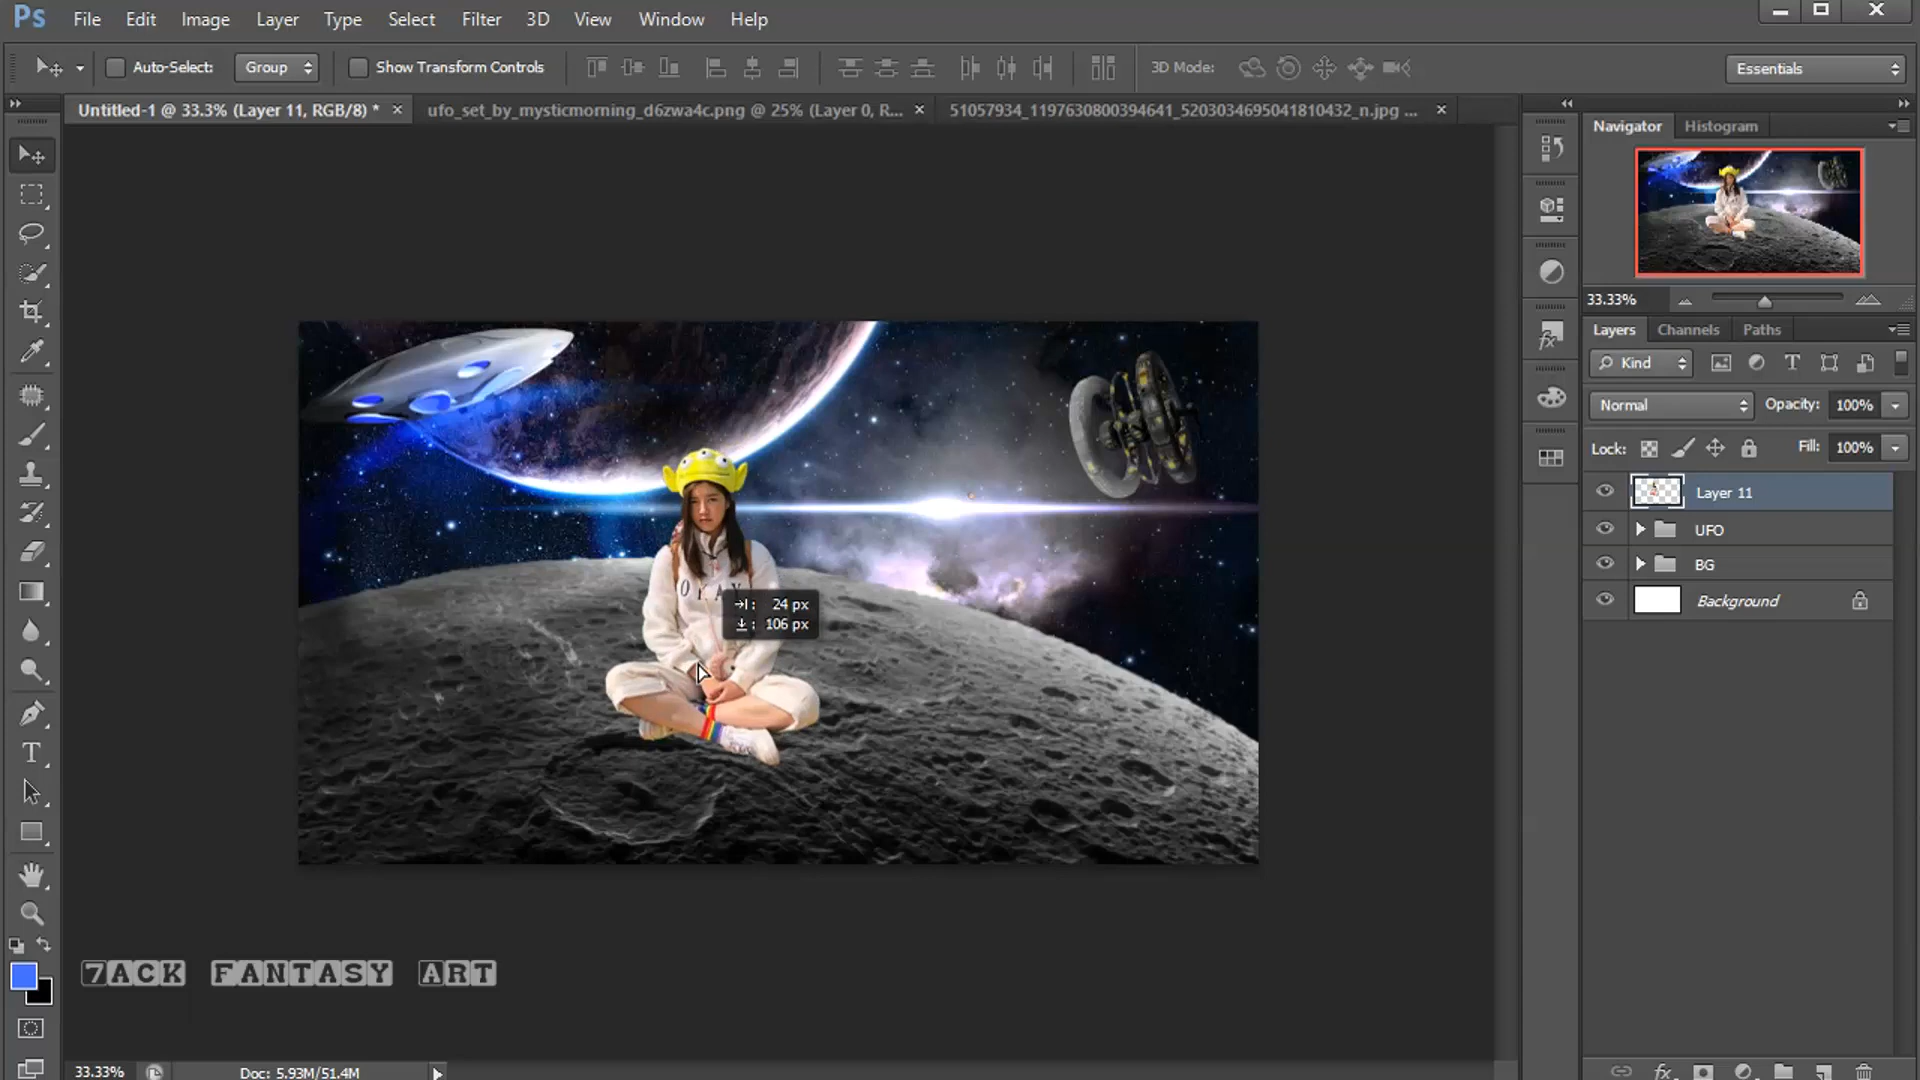 Ps File Edit Image Layer Type Select Filter 3D View Window Help
Auto-Select: Group Show Transform Controls 3D Mode: Essentials
Untitled-1 @ 33.3% (Layer 11, RGB/8) * × ufo_set_by_mysticmorning_d6zwa4c.png @ 25% (Layer 0, R... × 51057934_1197630800394641_5203034695041810432_n.jpg ... ×
Navigator Histogram
33.33%
Layers Channels Paths
Kind
Normal Opacity: 100%
Lock: Fill: 100%
Layer 11
UFO
BG
Background
OKAY
24 px
106 px
7ACK FANTASY ART
33.33% Doc: 5.93M/51.4M